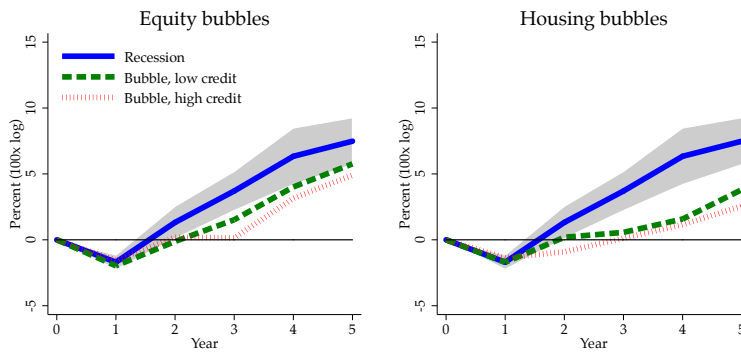 Equity bubbles
Percent (100x log)
15
10
5
0
-5
Recession
Bubble, low credit
Bubble, high credit
0 1 2 3 4 5
Year
Housing bubbles
Percent (100x log)
15
10
5
0
-5
0 1 2 3 4 5
Year